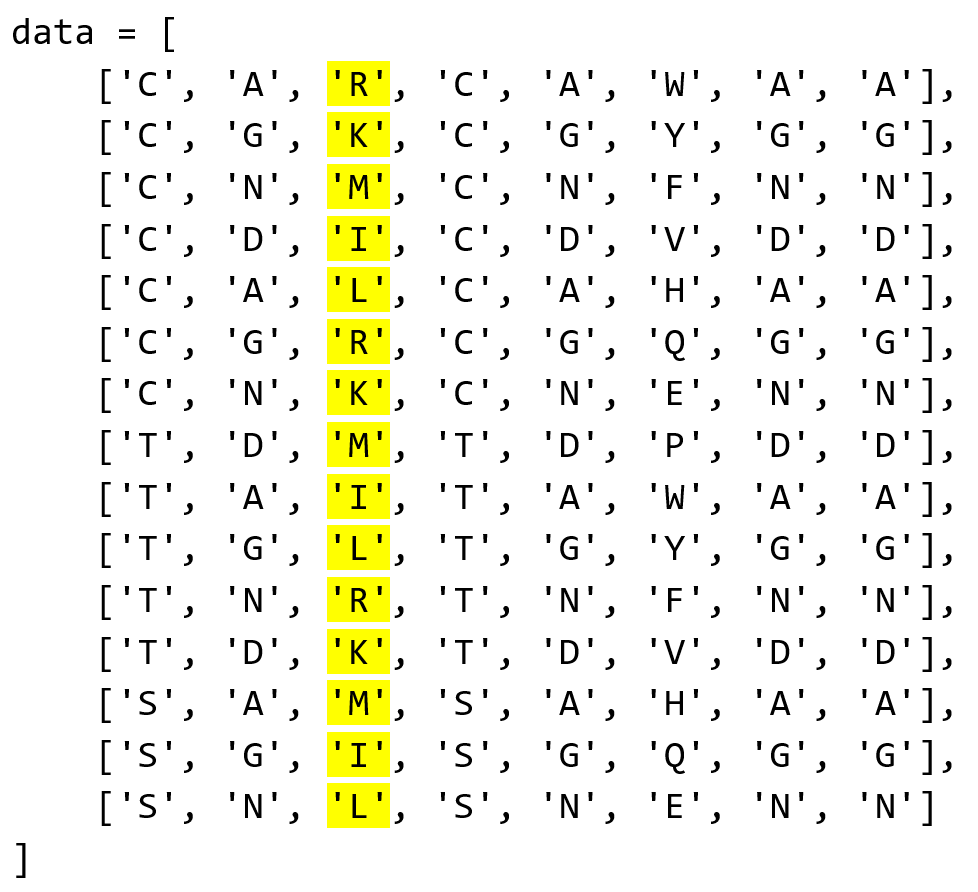 data = [
    ['C', 'A', 'R', 'C', 'A', 'W', 'A', 'A'],
    ['C', 'G', 'K', 'C', 'G', 'Y', 'G', 'G'],
    ['C', 'N', 'M', 'C', 'N', 'F', 'N', 'N'],
    ['C', 'D', 'I', 'C', 'D', 'V', 'D', 'D'],
    ['C', 'A', 'L', 'C', 'A', 'H', 'A', 'A'],
    ['C', 'G', 'R', 'C', 'G', 'Q', 'G', 'G'],
    ['C', 'N', 'K', 'C', 'N', 'E', 'N', 'N'],
    ['T', 'D', 'M', 'T', 'D', 'P', 'D', 'D'],
    ['T', 'A', 'I', 'T', 'A', 'W', 'A', 'A'],
    ['T', 'G', 'L', 'T', 'G', 'Y', 'G', 'G'],
    ['T', 'N', 'R', 'T', 'N', 'F', 'N', 'N'],
    ['T', 'D', 'K', 'T', 'D', 'V', 'D', 'D'],
    ['S', 'A', 'M', 'S', 'A', 'H', 'A', 'A'],
    ['S', 'G', 'I', 'S', 'G', 'Q', 'G', 'G'],
    ['S', 'N', 'L', 'S', 'N', 'E', 'N', 'N']
]